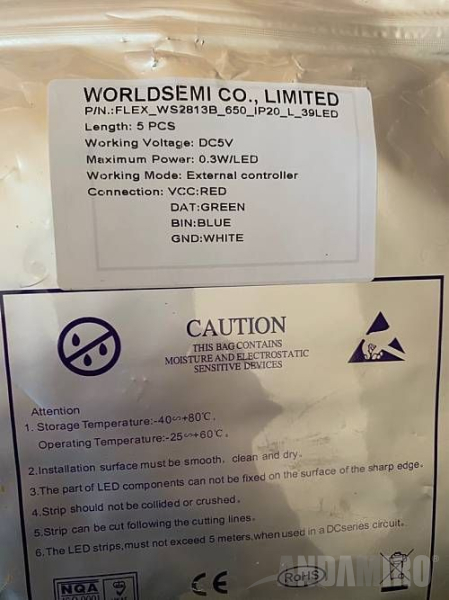 WORLDSEMI CO., LIMITED
P/N.:FLEX_WS2813B_650_IP20_L_39LED
Length: 5 PCS
Working Voltage: DC5V
Maximum Power: 0.3W/LED
Working Mode: External controller
Connection: VCC:RED
DAT:GREEN
BIN:BLUE
GND:WHITE
CAUTION
THIS BAG CONTAINS
MOISTURE AND ELECTROSTATIC
SENSITIVE DEVICES
Attention
1. Storage Temperature:-40∽+80℃,
Operating Temperature:-25∽+60℃,
2.Installation surface must be smooth, clean and dry.
3.The part of LED components can not be fixed on the surface of the sharp edge.
4.Strip should not be collided or crushed.
5.Strip can be cut following the cutting lines.
6.The LED strips,must not exceed 5 meters,when used in a DCseries circuit.
NQA
CE
RoHS
ANDAMIRO